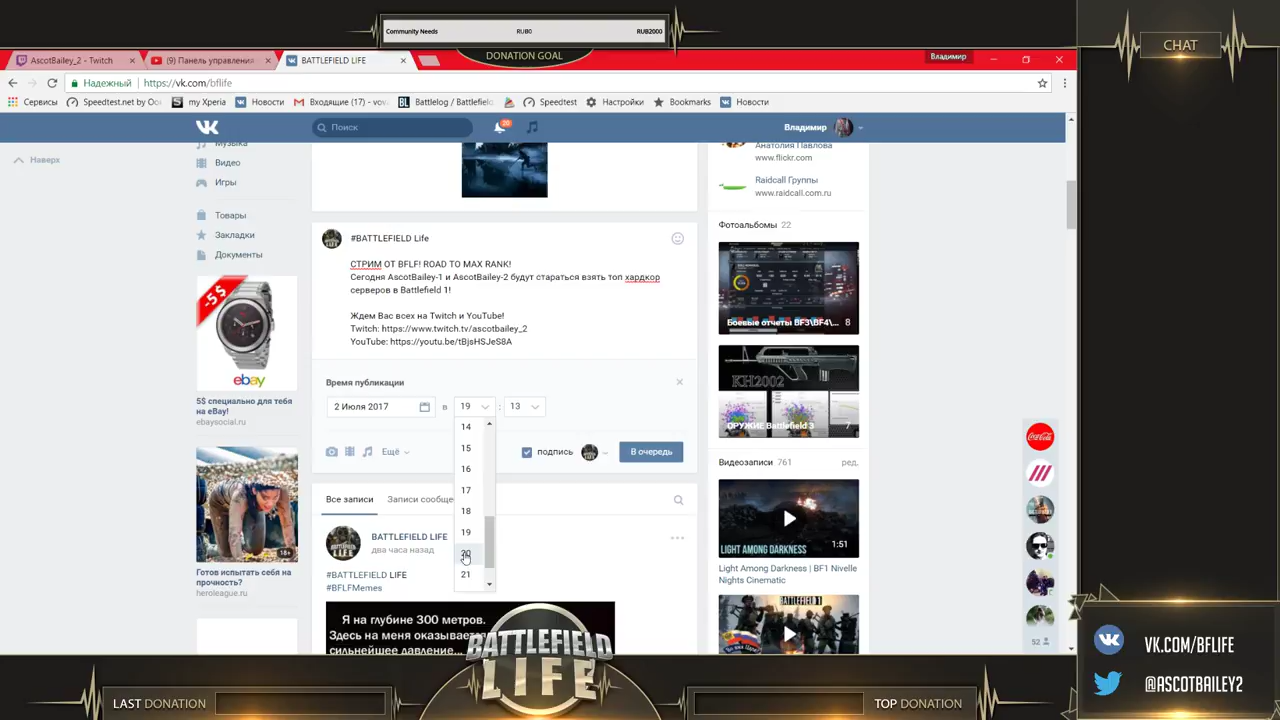 Community Needs
RUB0
RUB2000
DONATION GOAL
CHAT
AscotBailey_2 - Twitch
(9) Панель управления
BATTLEFIELD LIFE
Владимир
Надежный
https://vk.com/bflife
Сервисы
Speedtest.net by Ook
my Xperia
Новости
Входящие (17) - vov
Battlelog / Battlefield
Speedtest
Настройки
Bookmarks
Новости
Поиск
20
Владимир
Наверх
Музыка
Видео
Игры
Товары
Закладки
Документы
-5$
ebay
5$ специально для тебя
на eBay!
ebaysocial.ru
18+
Готов испытать себя на
прочность?
heroleague.ru
#BATTLEFIELD Life
СТРИМ ОТ BFLF! ROAD TO MAX RANK!
Сегодня AscotBailey-1 и AscotBailey-2 будут стараться взять топ хардкор
серверов в Battlefield 1!
Ждем Вас всех на Twitch и YouTube!
Twitch: https://www.twitch.tv/ascotbailey_2
YouTube: https://youtu.be/tBjsHSJeS8A
Время публикации
2 Июля 2017
в
19
:
13
14
15
16
17
18
19
20
21
Ещё
подпись
В очередь
Все записи
Записи сообще
BATTLEFIELD LIFE
два часа назад
#BATTLEFIELD LIFE
#BFLFMemes
Я на глубине 300 метров.
Здесь на меня оказывается
сильнейшее давление...
Анатолия Павлова
www.flickr.com
Raidcall Группы
www.raidcall.com.ru
Фотоальбомы 22
Боевые отчеты BF3\BF4\...
8
KH2002
ОРУЖИЕ Battlefield 3
7
Видеозаписи 761
ред.
LIGHT AMONG DARKNESS
1:51
Light Among Darkness | BF1 Nivelle
Nights Cinematic
BATTLEFIELD 1
52
BATTLEFIELD
LIFE
LAST DONATION
TOP DONATION
VK.COM/BFLIFE
@ASCOTBAILEY2